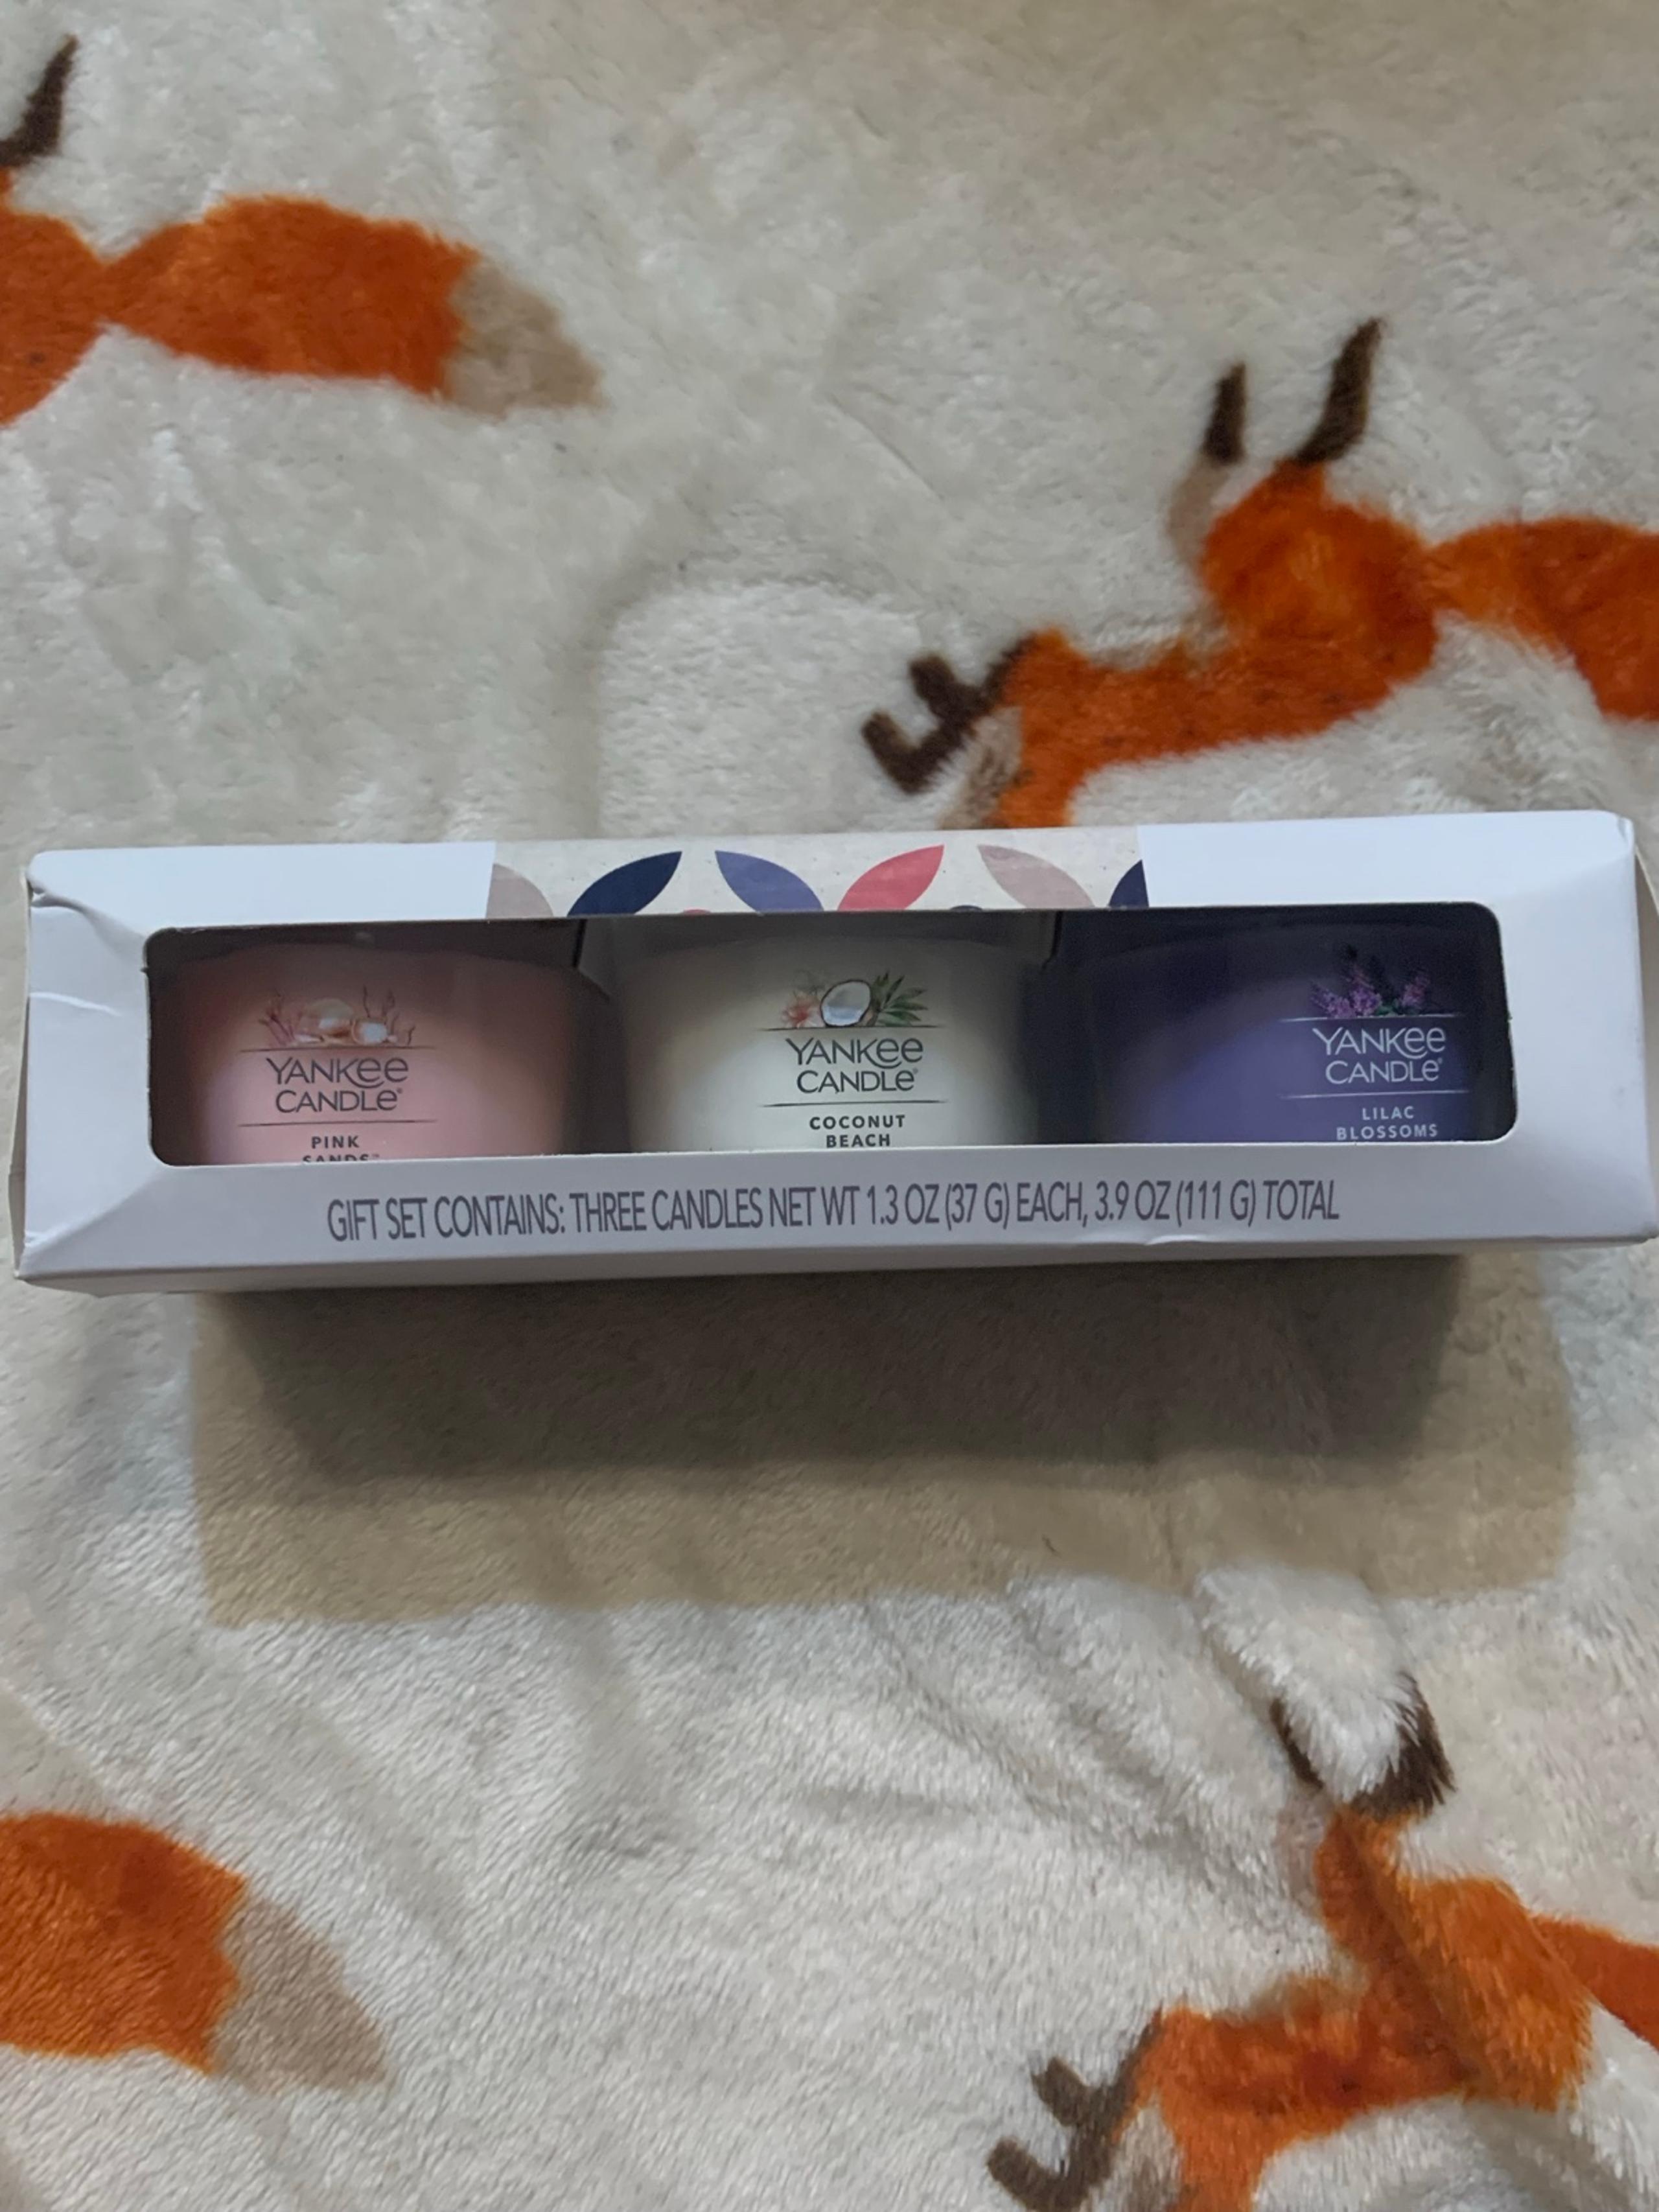 YANKEE
CANDLE®
PINK
SANDS™
YANKEE
CANDLE®
COCONUT
BEACH
YANKEE
CANDLE®
LILAC
BLOSSOMS
GIFT SET CONTAINS: THREE CANDLES NET WT 1.3 OZ (37 G) EACH, 3.9 OZ (111 G) TOTAL